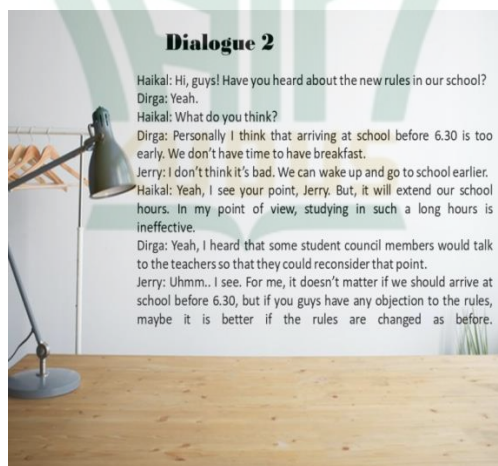 Dialogue 2
Haikal: Hi, guys! Have you heard about the new rules in our school?
Dirga: Yeah.
Haikal: What do you think?
Dirga: Personally I think that arriving at school before 6.30 is too
early. We don't have time to have breakfast.
Jerry: I don't think it's bad. We can wake up and go to school earlier.
Haikal: Yeah, I see your point, Jerry. But, it will extend our school
hours. In my point of view, studying in such a long hours is
ineffective.
Dirga: Yeah, I heard that some student council members would talk
to the teachers so that they could reconsider that point.
Jerry: Uhmm.. I see. For me, it doesn't matter if we should arrive at
school before 6.30, but if you guys have any objection to the rules,
maybe it is better if the rules are changed as before.